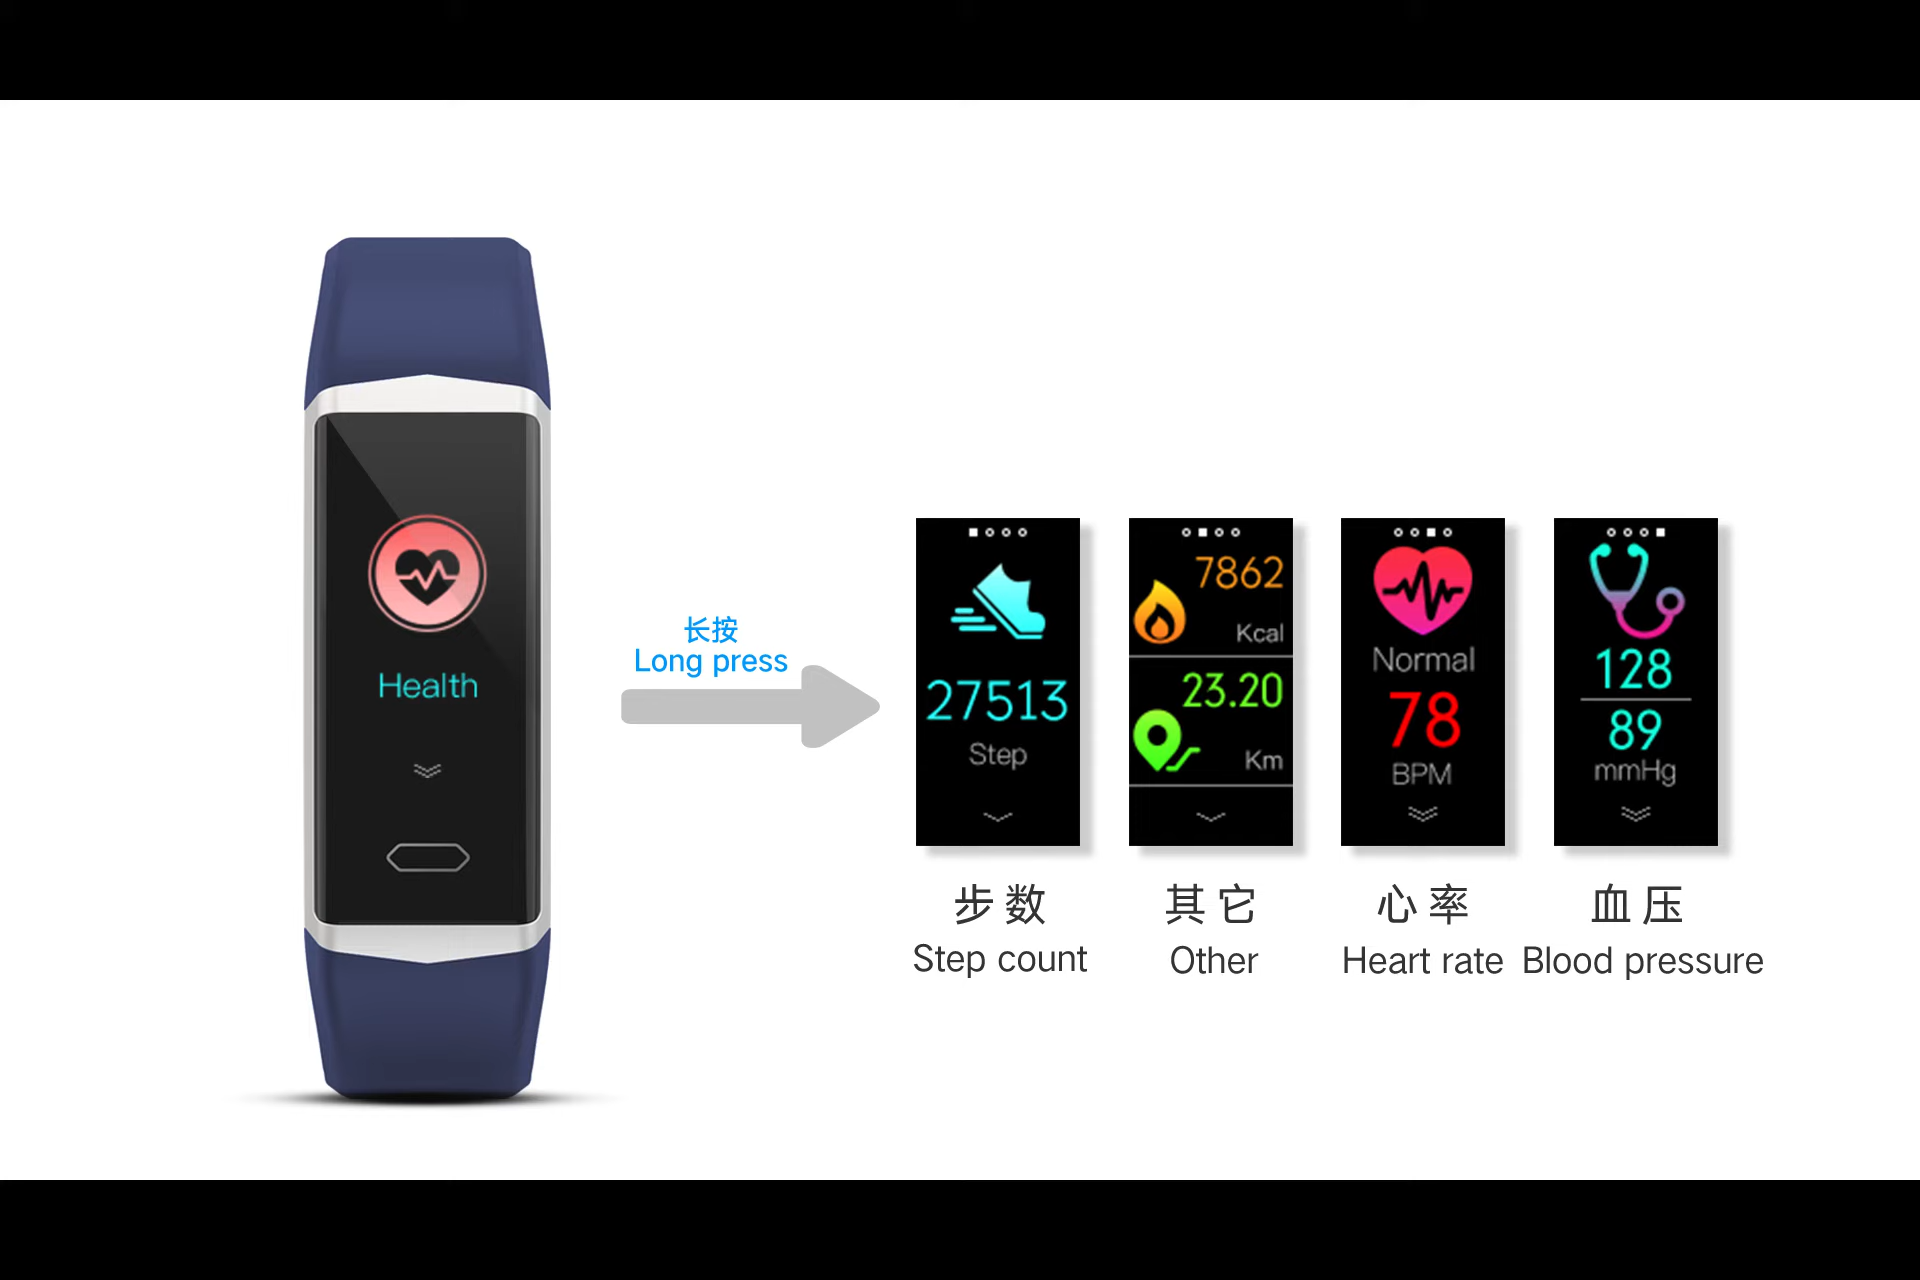 Health
长按
Long press
27513
Step
步数
Step count
7862
Kcal
23.20
Km
其它
Other
Normal
78
BPM
心率
Heart rate
128
89
mmHg
血压
Blood pressure